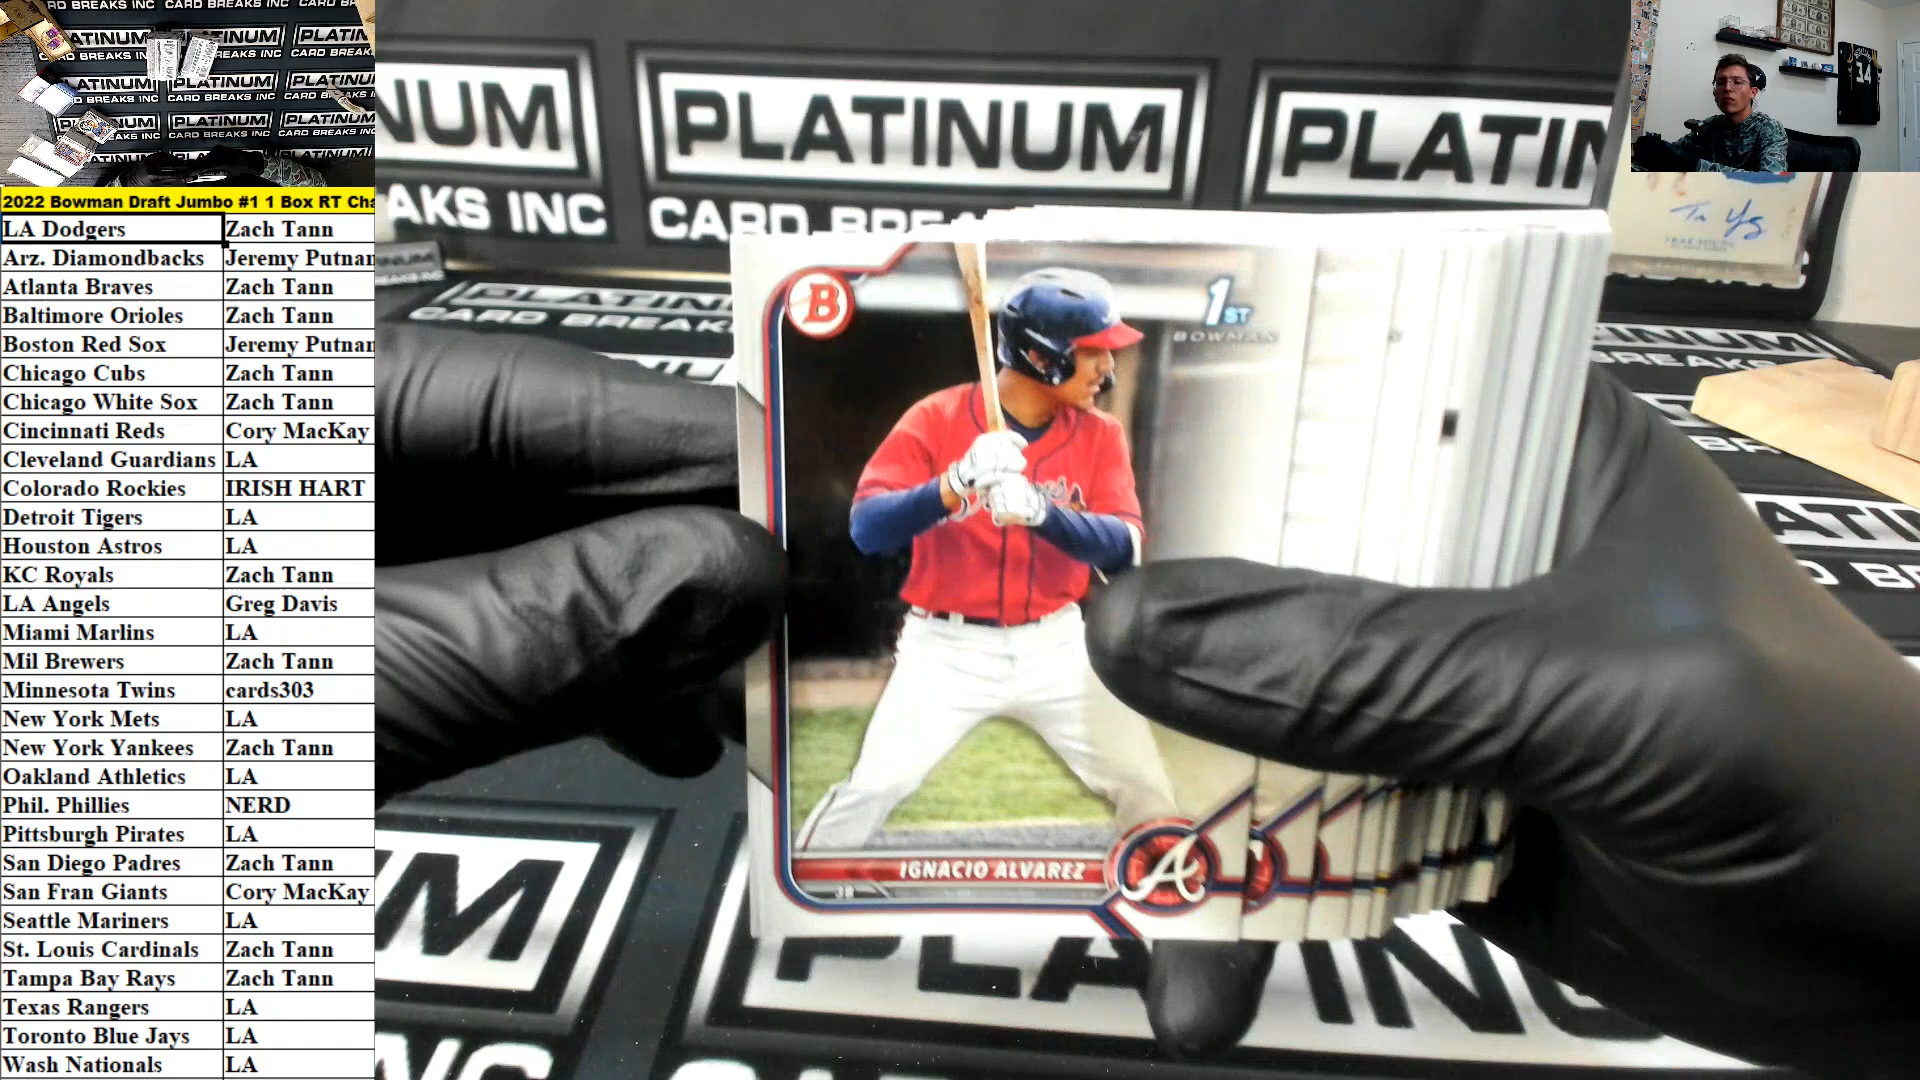 2022 Bowman Draft Jumbo #1 1 Box RT Cha
LA Dodgers Zach Tann
Arz. Diamondbacks Jeremy Putnan
Atlanta Braves Zach Tann
Baltimore Orioles Zach Tann
Boston Red Sox Jeremy Putnan
Chicago Cubs Zach Tann
Chicago White Sox Zach Tann
Cincinnati Reds Cory MacKay
Cleveland Guardians LA
Colorado Rockies IRISH HART
Detroit Tigers LA
Houston Astros LA
KC Royals Zach Tann
LA Angels Greg Davis
Miami Marlins LA
Mil Brewers Zach Tann
Minnesota Twins cards303
New York Mets LA
New York Yankees Zach Tann
Oakland Athletics LA
Phil. Phillies NERD
Pittsburgh Pirates LA
San Diego Padres Zach Tann
San Fran Giants Cory MacKay
Seattle Mariners LA
St. Louis Cardinals Zach Tann
Tampa Bay Rays Zach Tann
Texas Rangers LA
Toronto Blue Jays LA
Wash Nationals LA
NUM PLATINUM PLATIN
AKS INC CARD BRE
B
1ST
BOWMAN
IGNACIO ALVAREZ
A
34